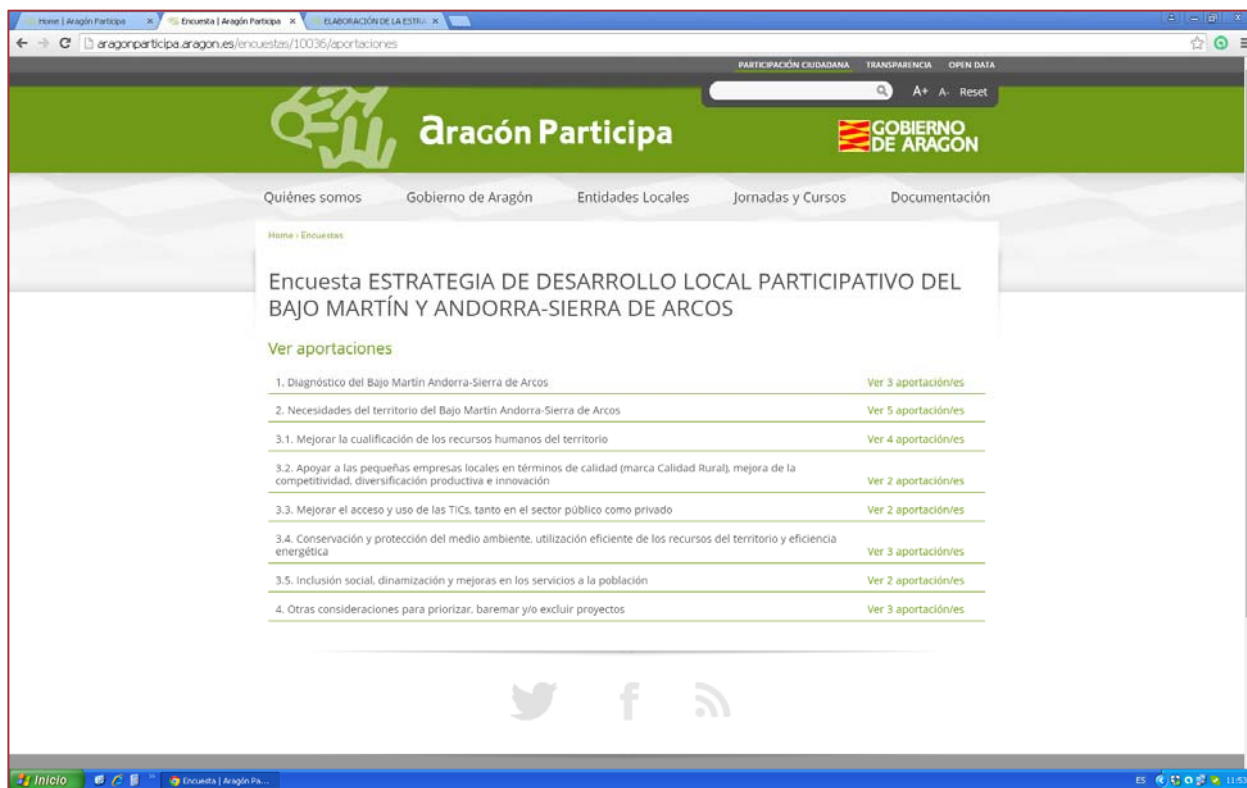 Home | Aragón Participa
Encuesta | Aragón Participa
ELABORACIÓN DE LA ESTRA
aragonparticipa.aragon.es/encuestas/10036/aportaciones
PARTICIPACIÓN CIUDADANA TRANSPARENCIA OPEN DATA
A+ A- Reset
aragón Participa
GOBIERNO
DE ARAGON
Quiénes somos Gobierno de Aragón Entidades Locales Jornadas y Cursos Documentación
Home › Encuestas
Encuesta ESTRATEGIA DE DESARROLLO LOCAL PARTICIPATIVO DEL
BAJO MARTÍN Y ANDORRA-SIERRA DE ARCOS
Ver aportaciones
1. Diagnóstico del Bajo Martín Andorra-Sierra de Arcos Ver 3 aportación/es
2. Necesidades del territorio del Bajo Martín Andorra-Sierra de Arcos Ver 5 aportación/es
3.1. Mejorar la cualificación de los recursos humanos del territorio Ver 4 aportación/es
3.2. Apoyar a las pequeñas empresas locales en términos de calidad (marca Calidad Rural), mejora de la
competitividad, diversificación productiva e innovación Ver 2 aportación/es
3.3. Mejorar el acceso y uso de las TICs, tanto en el sector público como privado Ver 2 aportación/es
3.4. Conservación y protección del medio ambiente, utilización eficiente de los recursos del territorio y eficiencia
energética Ver 3 aportación/es
3.5. Inclusión social, dinamización y mejoras en los servicios a la población Ver 2 aportación/es
4. Otras consideraciones para priorizar, baremar y/o excluir proyectos Ver 3 aportación/es
Inicio Encuesta | Aragón Pa... ES 11:53